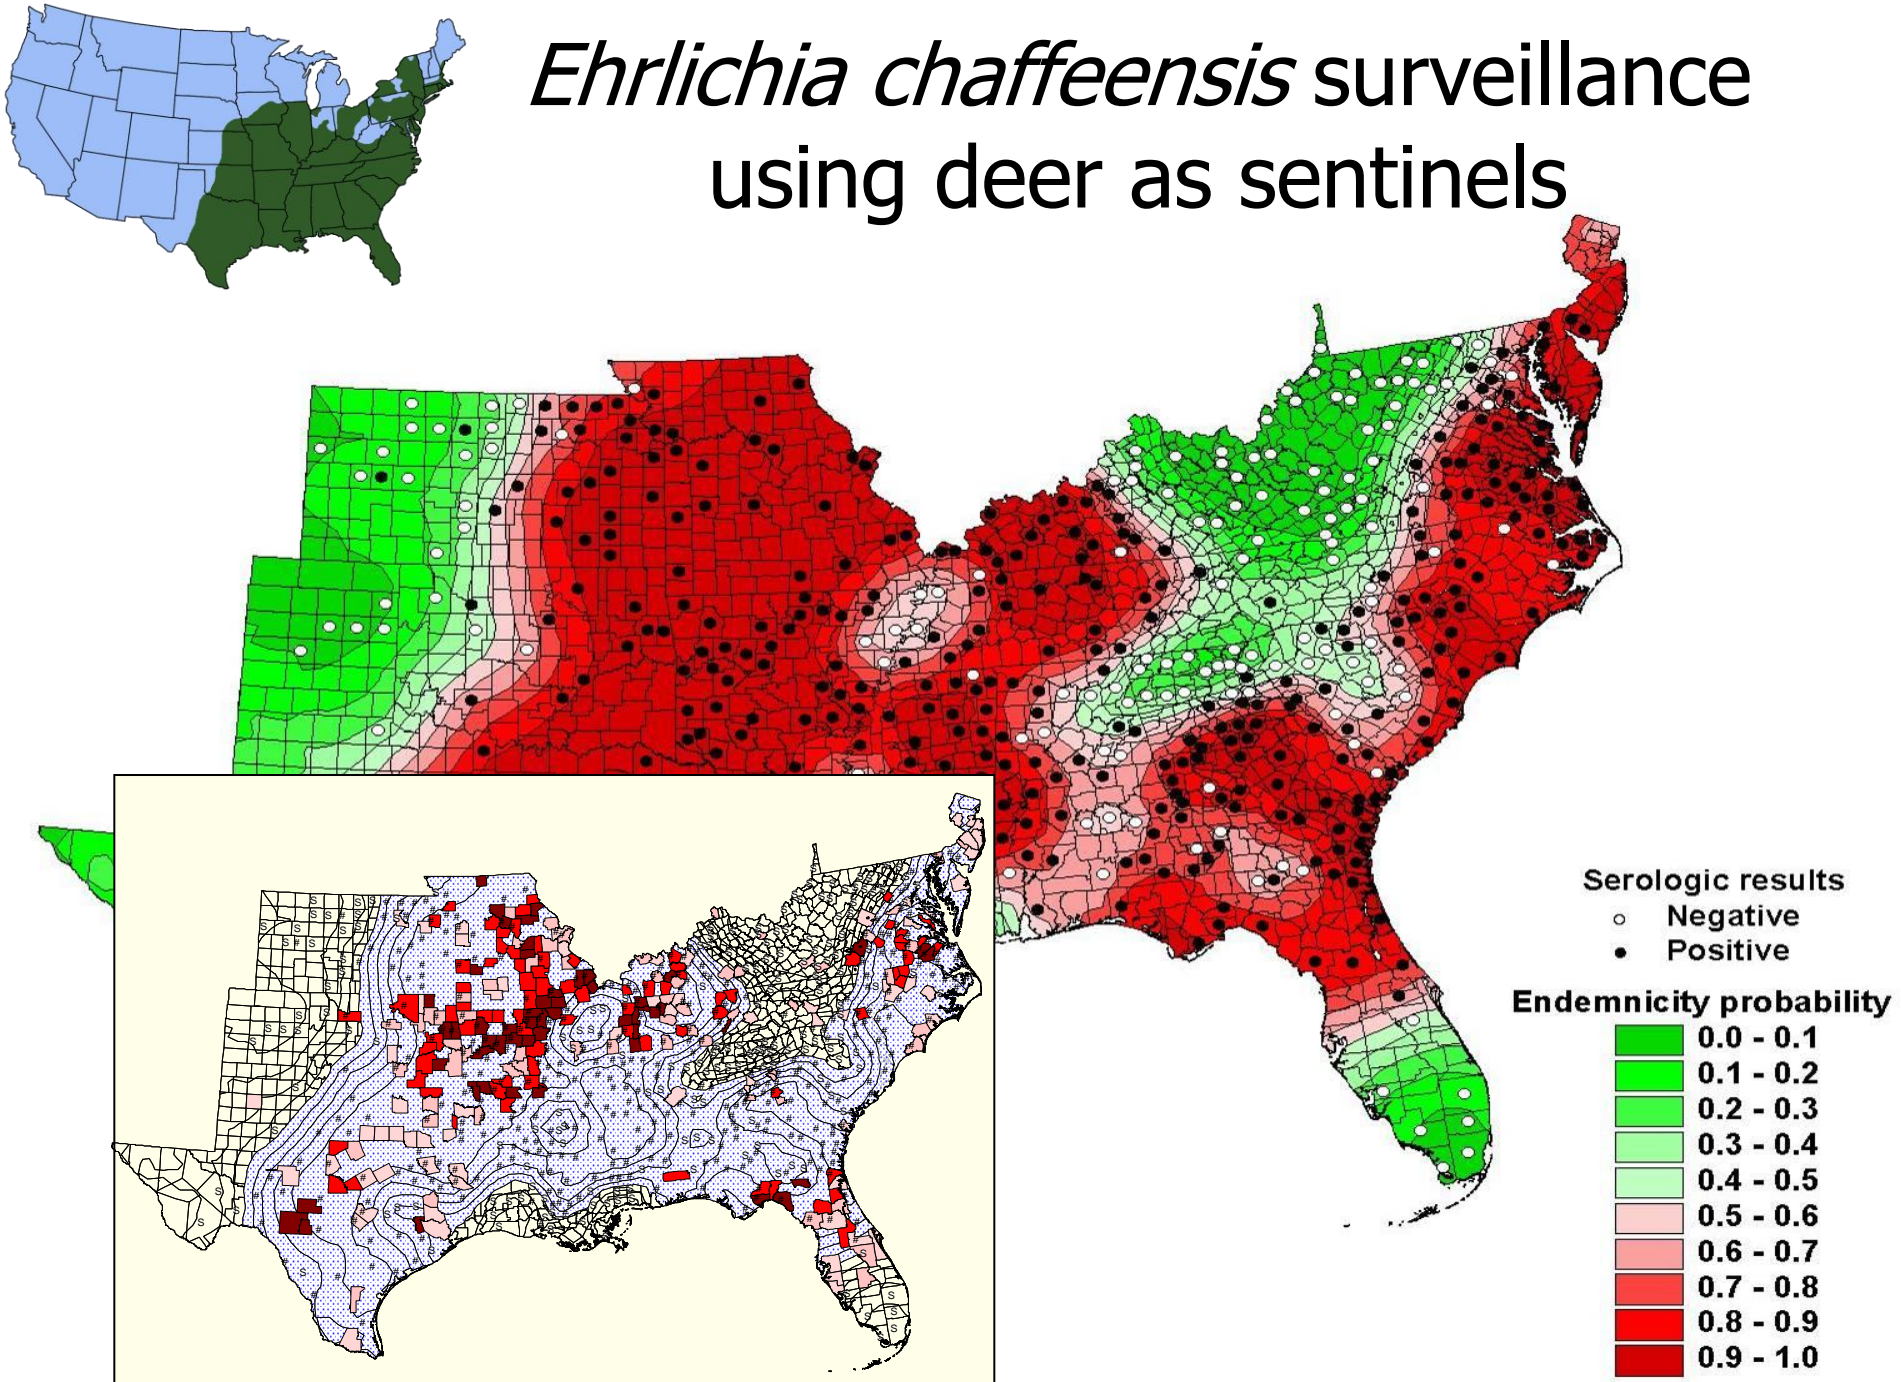 Ehrlichia chaffeensis surveillance
using deer as sentinels
Serologic results
Negative
Positive
Endemnicity probability
0.0 - 0.1
0.1 - 0.2
0.2 - 0.3
0.3 - 0.4
0.4 - 0.5
0.5 - 0.6
0.6 - 0.7
0.7 - 0.8
0.8 - 0.9
0.9 - 1.0